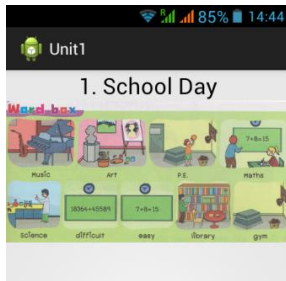 R 85% 14:44
Unit1
1. School Day
Word box
7+8=15
Music Art P.E. Maths
18364+45589 7+8=15
Science difficult easy library gym